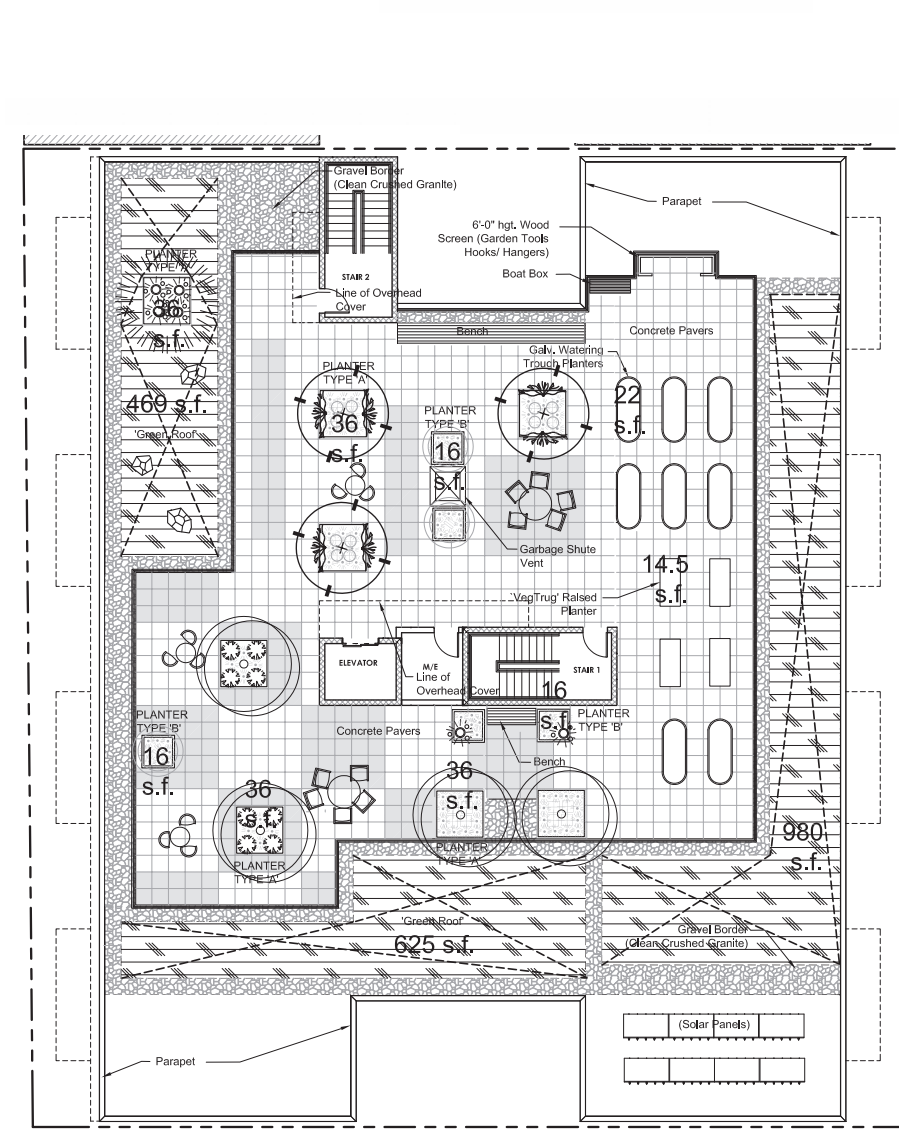 Gravel Border
(Clean Crushed Granite)
Parapet
6'-0" hgt. Wood
Screen (Garden Tools
Hooks/ Hangers)
Boat Box
STAIR 2
Line of Overhead
Cover
PLANTER
TYPE 'A'
36
s.f.
Bench
Concrete Pavers
Galv. Watering
Trough Planters
PLANTER
TYPE 'A'
36
s.f.
22
s.f.
469 s.f.
'Green Roof'
PLANTER
TYPE 'B'
16
s.f.
Garbage Shute
Vent
14.5
s.f.
'VegTrug' Raised
Planter
ELEVATOR
M/E
STAIR 1
Line of
Overhead Cover
16
s.f.
PLANTER
TYPE 'B'
PLANTER
TYPE 'B'
16
s.f.
Concrete Pavers
Bench
36
s.f.
36
s.f.
PLANTER
TYPE 'A'
PLANTER
TYPE 'A'
980
s.f.
'Green Roof'
625 s.f.
Gravel Border
(Clean Crushed Granite)
(Solar Panels)
Parapet